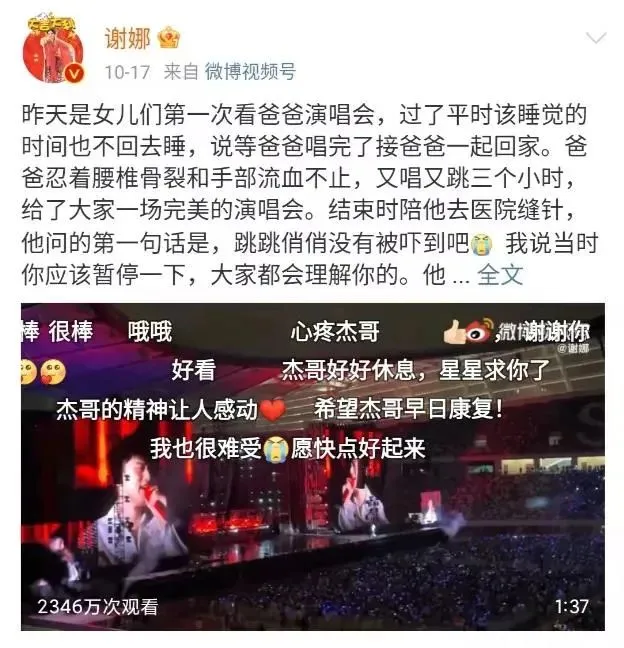 谢娜
10-17 来自 微博视频号
昨天是女儿们第一次看爸爸演唱会，过了平时该睡觉的
时间也不回去睡，说等爸爸唱完了接爸爸一起回家。爸
爸忍着腰椎骨裂和手部流血不止，又唱又跳三个小时，
给了大家一场完美的演唱会。结束时陪他去医院缝针，
他问的第一句话是，跳跳俏俏没有被吓到吧😭 我说当时
你应该暂停一下，大家都会理解你的。他 ... 全文
棒 很棒 哦哦 心疼杰哥 👍 ，谢谢你
微博
@谢娜
🥺🥺 好看 杰哥好好休息，星星求你了
杰哥的精神让人感动❤️ 希望杰哥早日康复！
我也很难受😭愿快点好起来
2346万次观看 1:37